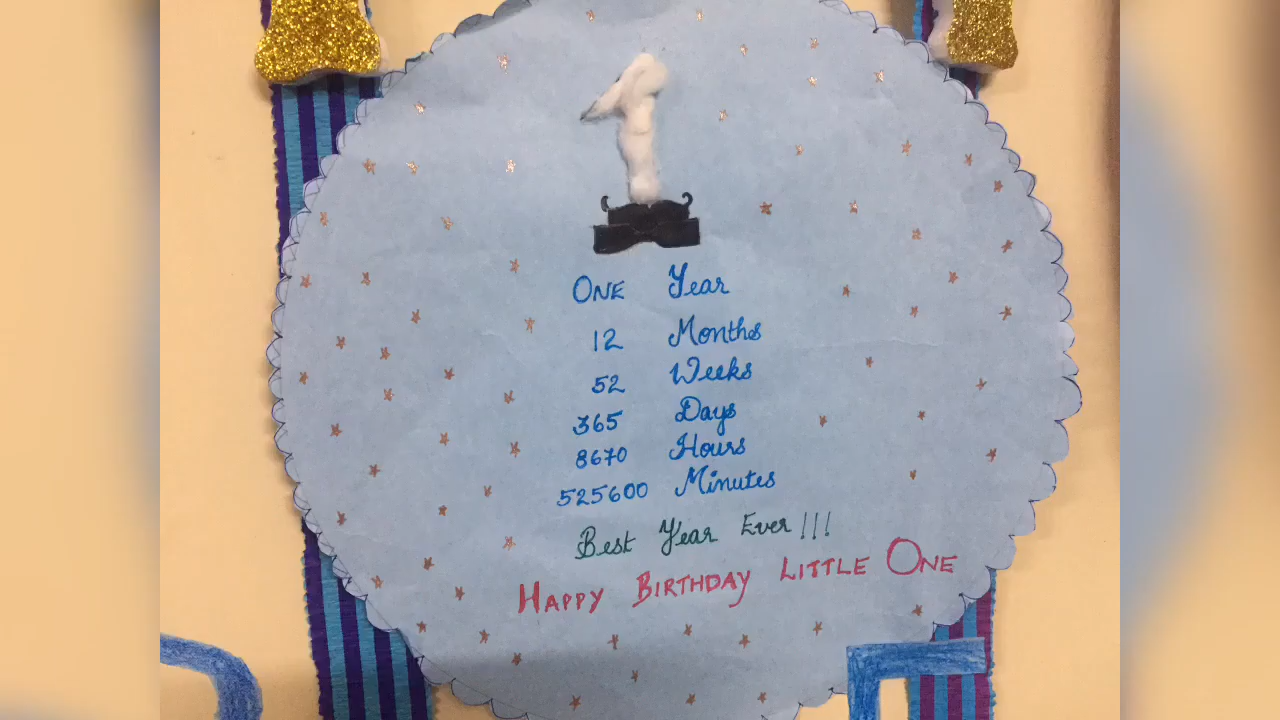 1
ONE Year
12 Months
52 Weeks
365 Days
8670 Hours
525600 Minutes
Best Year Ever!!!
HAPPY BIRTHDAY LITTLE ONE